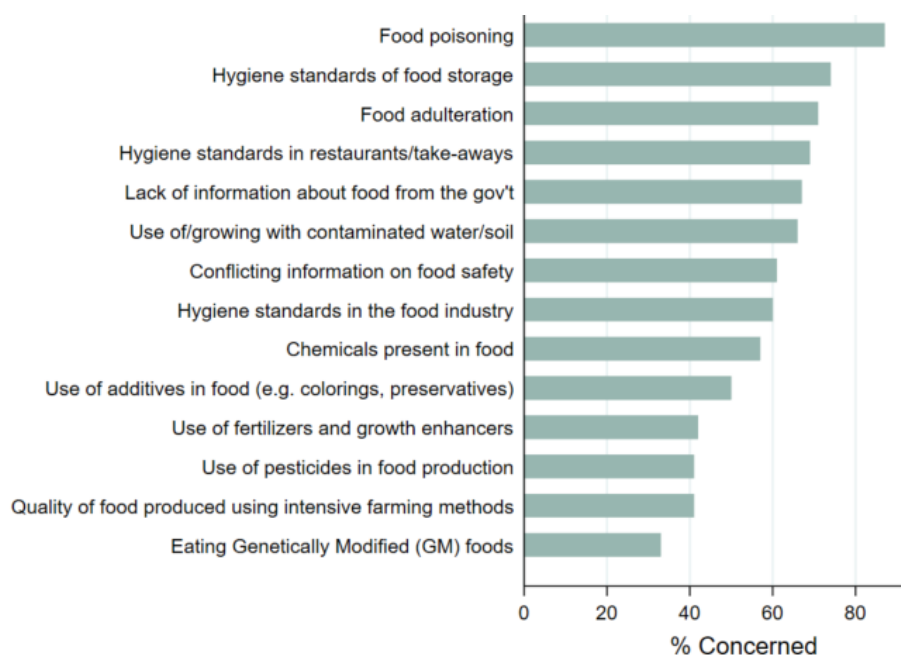 Food poisoning
Hygiene standards of food storage
Food adulteration
Hygiene standards in restaurants/take-aways
Lack of information about food from the gov't
Use of/growing with contaminated water/soil
Conflicting information on food safety
Hygiene standards in the food industry
Chemicals present in food
Use of additives in food (e.g. colorings, preservatives)
Use of fertilizers and growth enhancers
Use of pesticides in food production
Quality of food produced using intensive farming methods
Eating Genetically Modified (GM) foods
0 20 40 60 80
% Concerned